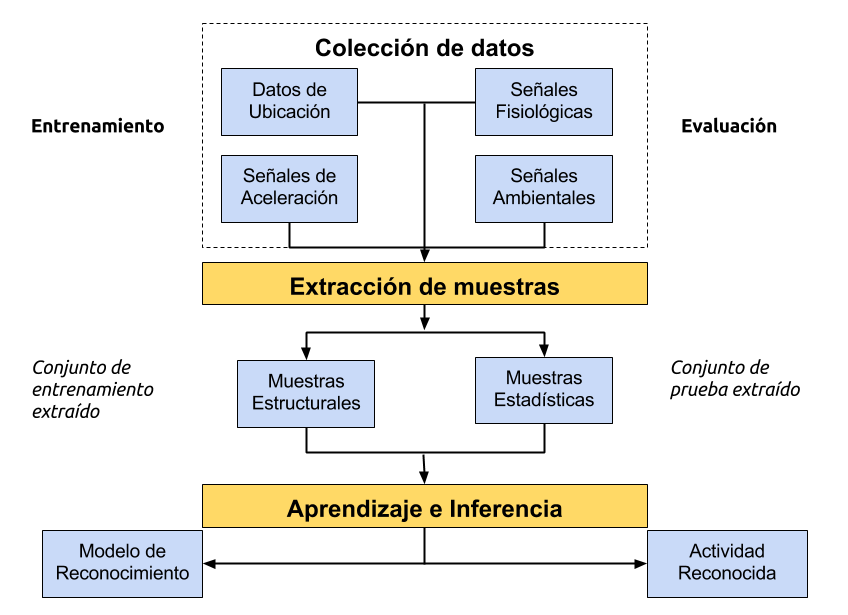 Colección de datos
Datos de
Ubicación
Señales
Fisiológicas
Entrenamiento
Evaluación
Señales de
Aceleración
Señales
Ambientales
Extracción de muestras
Conjunto de
entrenamiento
extraído
Muestras
Estructurales
Muestras
Estadísticas
Conjunto de
prueba extraído
Aprendizaje e Inferencia
Modelo de
Reconocimiento
Actividad
Reconocida